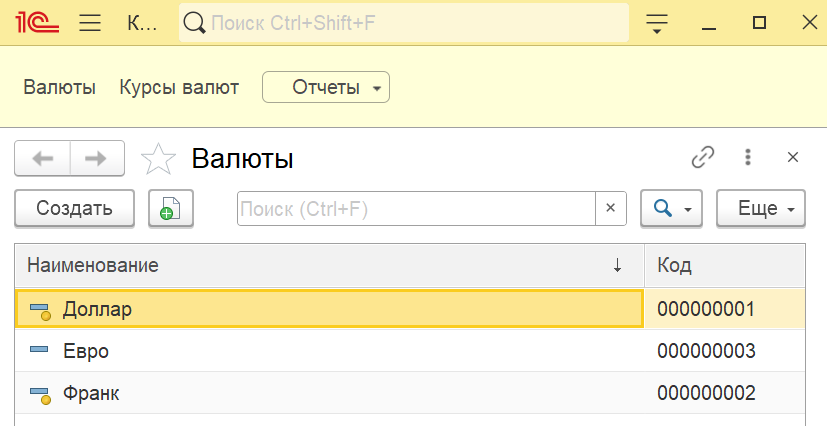 1С К... Поиск Ctrl+Shift+F
Валюты Курсы валют Отчеты
Валюты
Создать Поиск (Ctrl+F) Еще
Наименование Код
Доллар 000000001
Евро 000000003
Франк 000000002